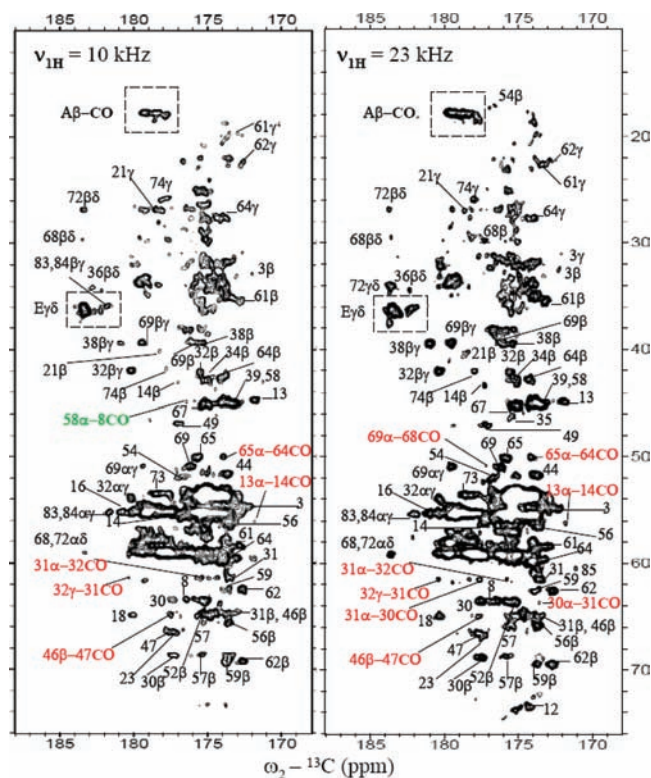 185 180 175
ν1H = 10 kHz
Aβ–CO
61γ'
62γ
21γ
74γ
72βδ
64γ
68βδ
36βδ
83,84βγ
3β
Eγδ
61β
69βγ
38β
38βγ
32β
34β
64β
69β
21β
32βγ
74β
14β
39,58
13
58α–8CO
67
49
69
65
54
65α–64CO
69αγ
44
73
13α–14CO
16
32αγ
3
83,84αγ
14
56
61
64
68,72αδ
31
31α–32CO
8
59
32γ–31CO
62
30
18
31β, 46β
46β–47CO
47
57
56β
23
30β
52β
57β
59β
62β
185 180 175
185 180 175
ν1H = 23 kHz
54β
Aβ–CO
20
62γ
21γ
74γ
61γ
72βδ
64γ
68βδ
68β
30
36βδ
3γ
3β
72γδ
Eγδ
61β
69β
69βγ
38β
38βγ
40
21β
32β
34β
64β
32βγ
74β
14β
39,58
67
13
35
49
69α–68CO
69
65
65α–64CO
50
54
69αγ
44
13α–14CO
16
32αγ
73
3
83,84αγ
14
56
61
64
68,72αδ
60
31
85
31α–32CO
8
59
32γ–31CO
62
31α–30CO
30α–31CO
30
18
31β, 46β
46β–47CO
47
57
56β
23
30β
52β
57β
59β
62β
70
12
185 180 175
ω2 – 13C (ppm)